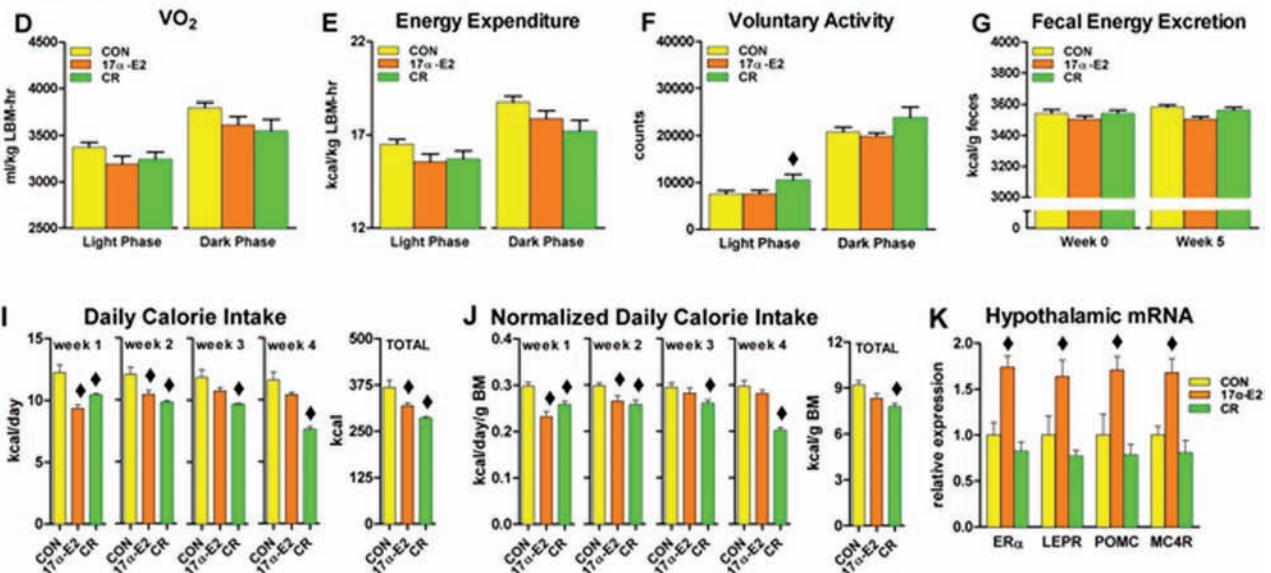 D VO2
4500
4000
3500
3000
2500
ml/kg LBM-hr
CON
17α-E2
CR
Light Phase Dark Phase
E Energy Expenditure
22
17
12
kcal/kg LBM-hr
CON
17α-E2
CR
Light Phase Dark Phase
F Voluntary Activity
40000
30000
20000
10000
0
counts
CON
17α-E2
CR
Light Phase Dark Phase
G Fecal Energy Excretion
4000
3800
3600
3400
3200
3000
0
kcal/g feces
CON
17α-E2
CR
Week 0 Week 5
I Daily Calorie Intake
15
10
5
0
kcal/day
week 1 week 2 week 3 week 4
CON 17α-E2 CR CON 17α-E2 CR CON 17α-E2 CR CON 17α-E2 CR
500
375
250
125
0
kcal
TOTAL
CON 17α-E2 CR
J Normalized Daily Calorie Intake
0.4
0.3
0.2
0.1
0.0
kcal/day/g BM
week 1 week 2 week 3 week 4
CON 17α-E2 CR CON 17α-E2 CR CON 17α-E2 CR CON 17α-E2 CR
12
9
6
3
0
kcal/g BM
TOTAL
CON 17α-E2 CR
K Hypothalamic mRNA
2.0
1.5
1.0
0.5
0.0
relative expression
CON
17α-E2
CR
ERα LEPR POMC MC4R